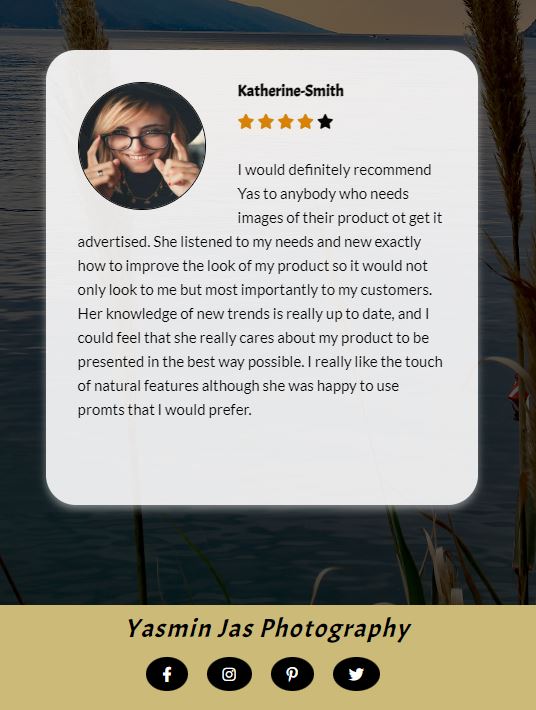 Katherine-Smith
I would definitely recommend
Yas to anybody who needs
images of their product ot get it
advertised. She listened to my needs and new exactly
how to improve the look of my product so it would not
only look to me but most importantly to my customers.
Her knowledge of new trends is really up to date, and I
could feel that she really cares about my product to be
presented in the best way possible. I really like the touch
of natural features although she was happy to use
promts that I would prefer.
Yasmin Jas Photography